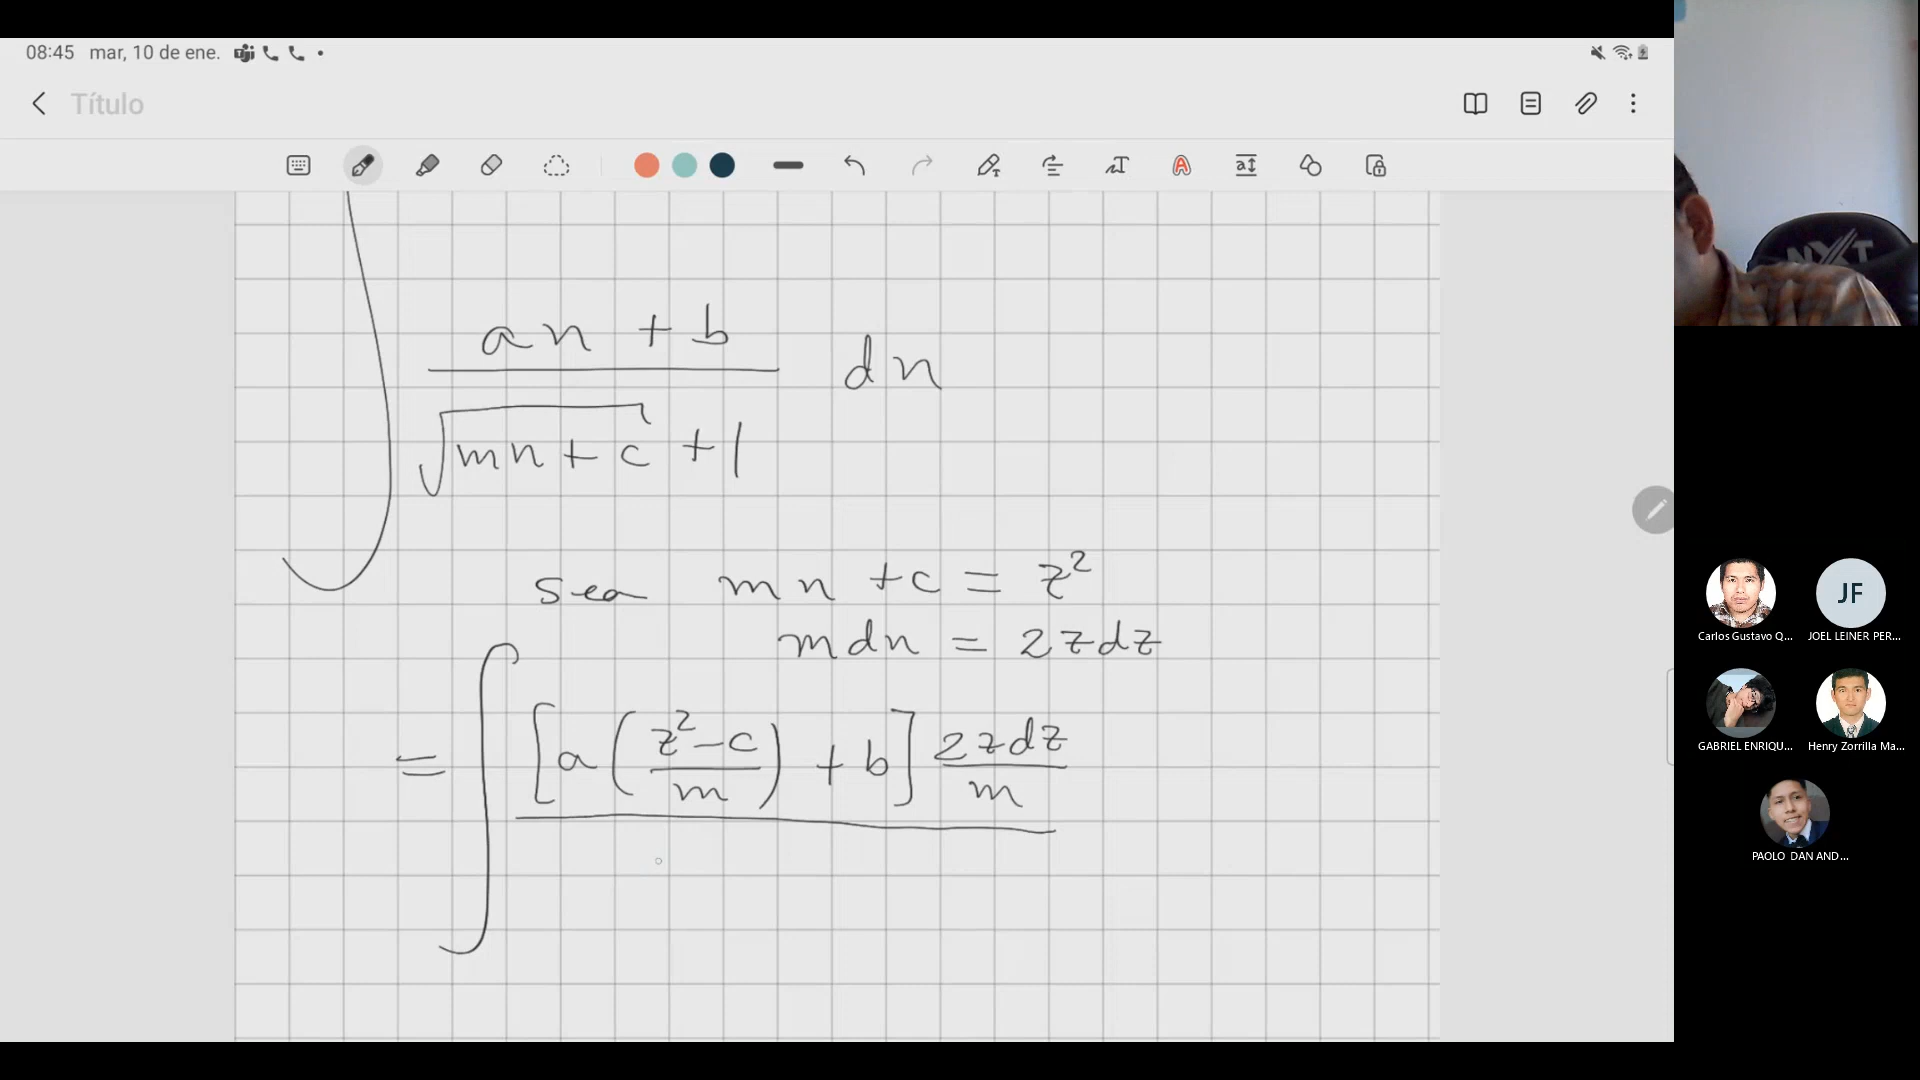 08:45 mar, 10 de ene.
Título
an + b
dn
√mn + c + 1
sea mn + c = z²
mdn = 2zdz
= ∫ [a(z² - c / m) + b] 2zdz / m
NXT
JF
Carlos Gustavo Q...
JOEL LEINER PER...
GABRIEL ENRIQU...
Henry Zorrilla Ma...
PAOLO DAN AND...